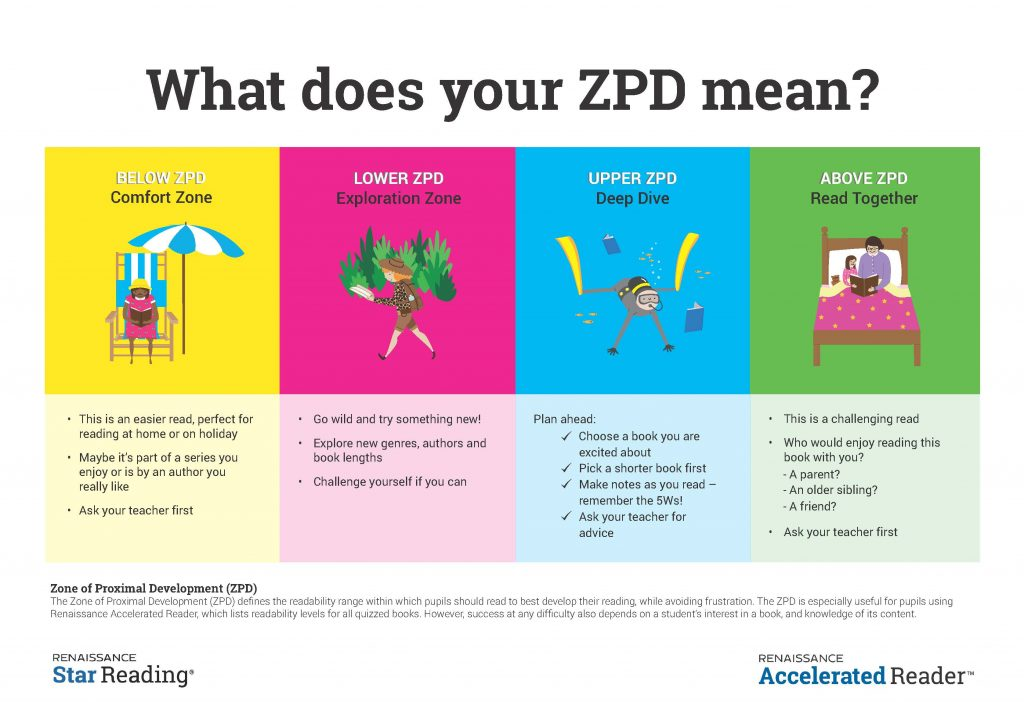 What does your ZPD mean?
BELOW ZPD
Comfort Zone
• This is an easier read, perfect for
reading at home or on holiday
• Maybe it's part of a series you
enjoy or is by an author you
really like
• Ask your teacher first
LOWER ZPD
Exploration Zone
• Go wild and try something new!
• Explore new genres, authors and
book lengths
• Challenge yourself if you can
UPPER ZPD
Deep Dive
Plan ahead:
✓ Choose a book you are
excited about
✓ Pick a shorter book first
✓ Make notes as you read –
remember the 5Ws!
✓ Ask your teacher for
advice
ABOVE ZPD
Read Together
• This is a challenging read
• Who would enjoy reading this
book with you?
- A parent?
- An older sibling?
- A friend?
• Ask your teacher first
Zone of Proximal Development (ZPD)
The Zone of Proximal Development (ZPD) defines the readability range within which pupils should read to best develop their reading, while avoiding frustration. The ZPD is especially useful for pupils using
Renaissance Accelerated Reader, which lists readability levels for all quizzed books. However, success at any difficulty also depends on a student's interest in a book, and knowledge of its content.
RENAISSANCE
Star Reading®
RENAISSANCE
Accelerated Reader™